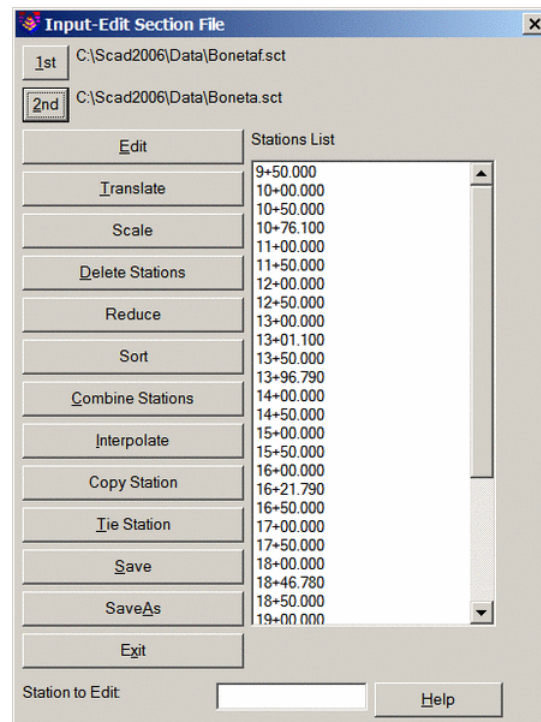 Input-Edit Section File
1st C:\Scad2006\Data\Bonetaf.sct
2nd C:\Scad2006\Data\Boneta.sct
Edit
Translate
Scale
Delete Stations
Reduce
Sort
Combine Stations
Interpolate
Copy Station
Tie Station
Save
SaveAs
Exit
Stations List
9+50.000
10+00.000
10+50.000
10+76.100
11+00.000
11+50.000
12+00.000
12+50.000
13+00.000
13+01.100
13+50.000
13+96.790
14+00.000
14+50.000
15+00.000
15+50.000
16+00.000
16+21.790
16+50.000
17+00.000
17+50.000
18+00.000
18+46.780
18+50.000
19+00.000
Station to Edit:
Help